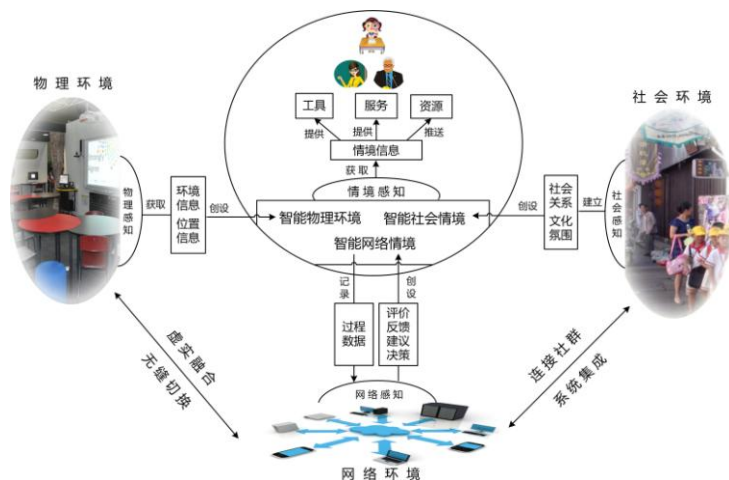 物理环境
社会环境
工具
服务
资源
提供
提供
推送
情境信息
获取
情境感知
物理感知
获取
环境
信息
位置
信息
创设
智能物理环境
智能社会情境
智能网络情境
创设
社会
关系
文化
氛围
建立
社会感知
记录
创设
过程
数据
评价
反馈
建议
决策
虚实融合
无缝切换
连接社群
系统集成
网络感知
网络环境